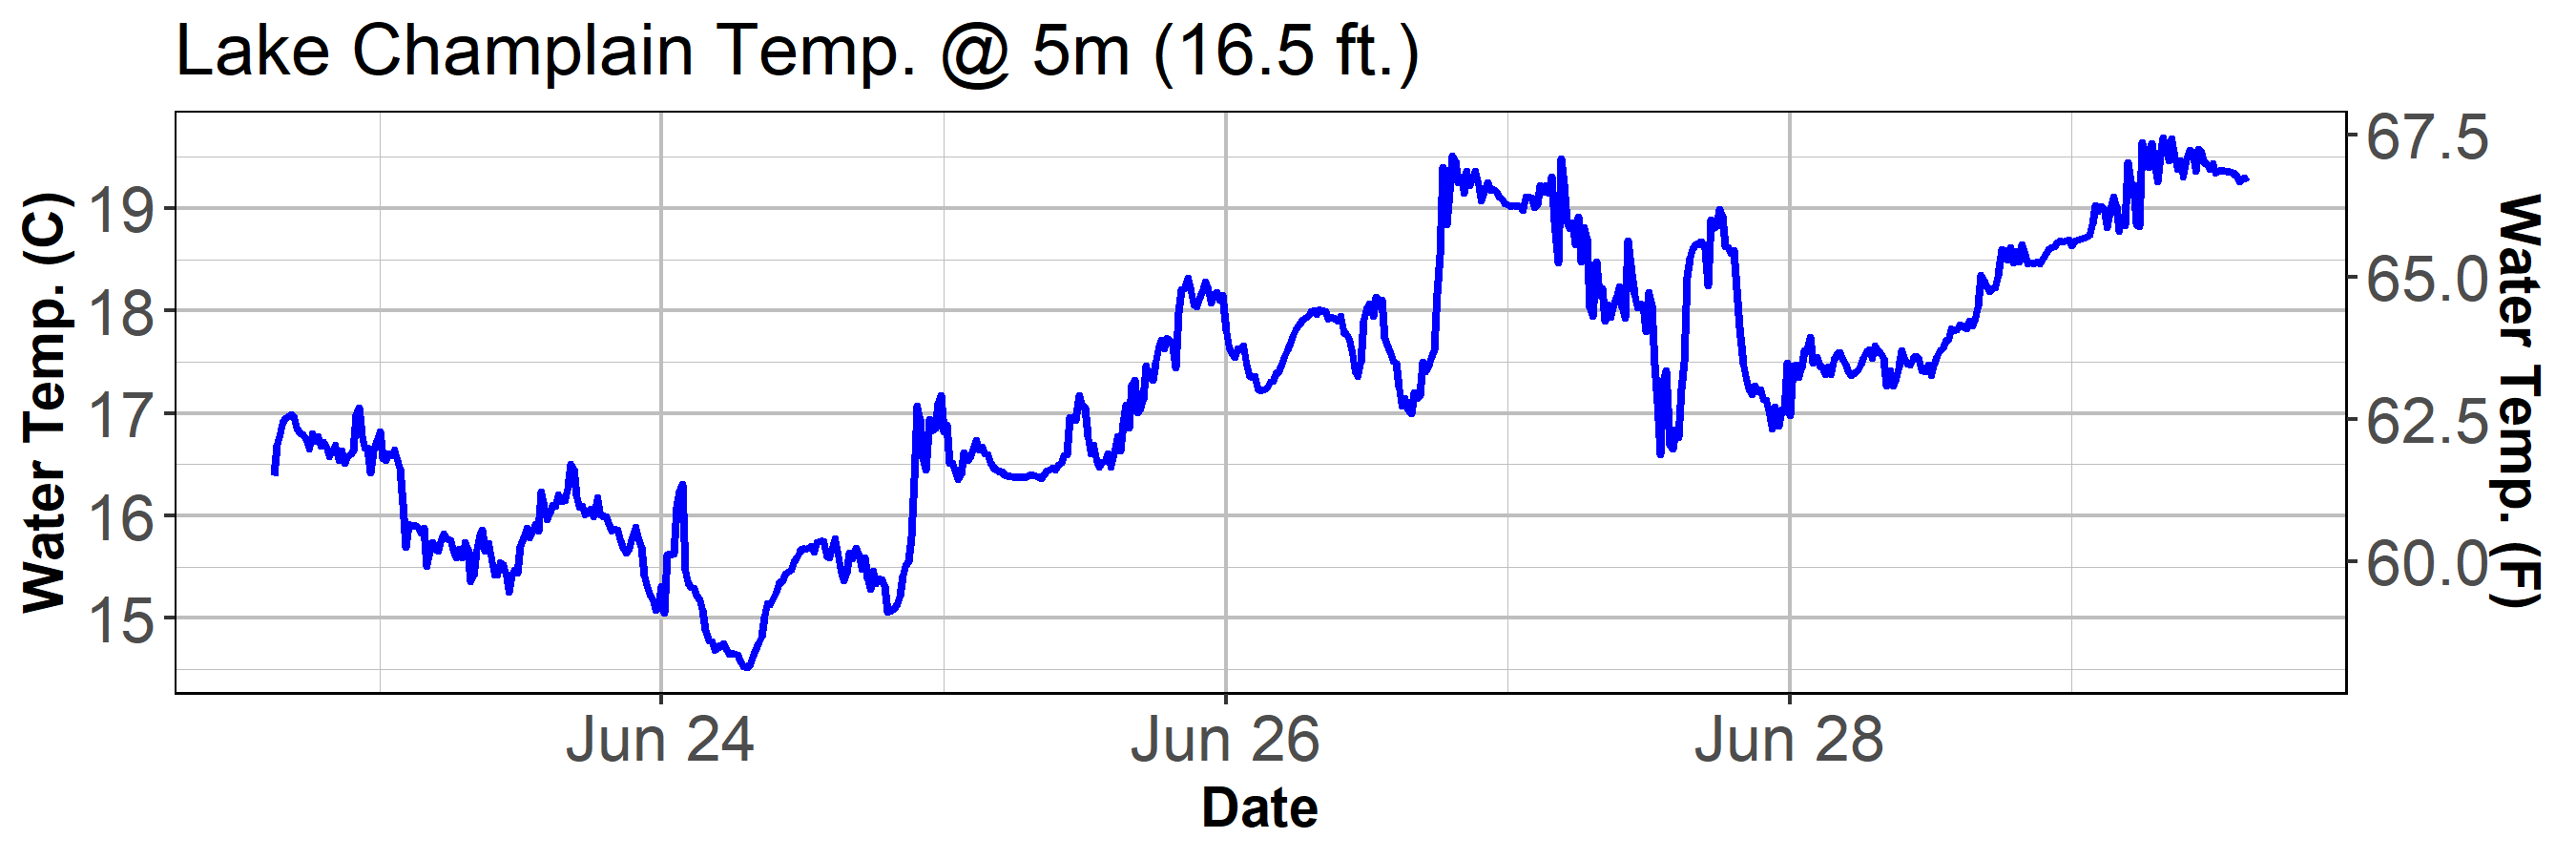 Lake Champlain Temp. @ 5m (16.5 ft.)
Water Temp. (C)
19
18
17
16
15
67.5
65.0
62.5
60.0
Water Temp. (F)
Jun 24
Jun 26
Jun 28
Date